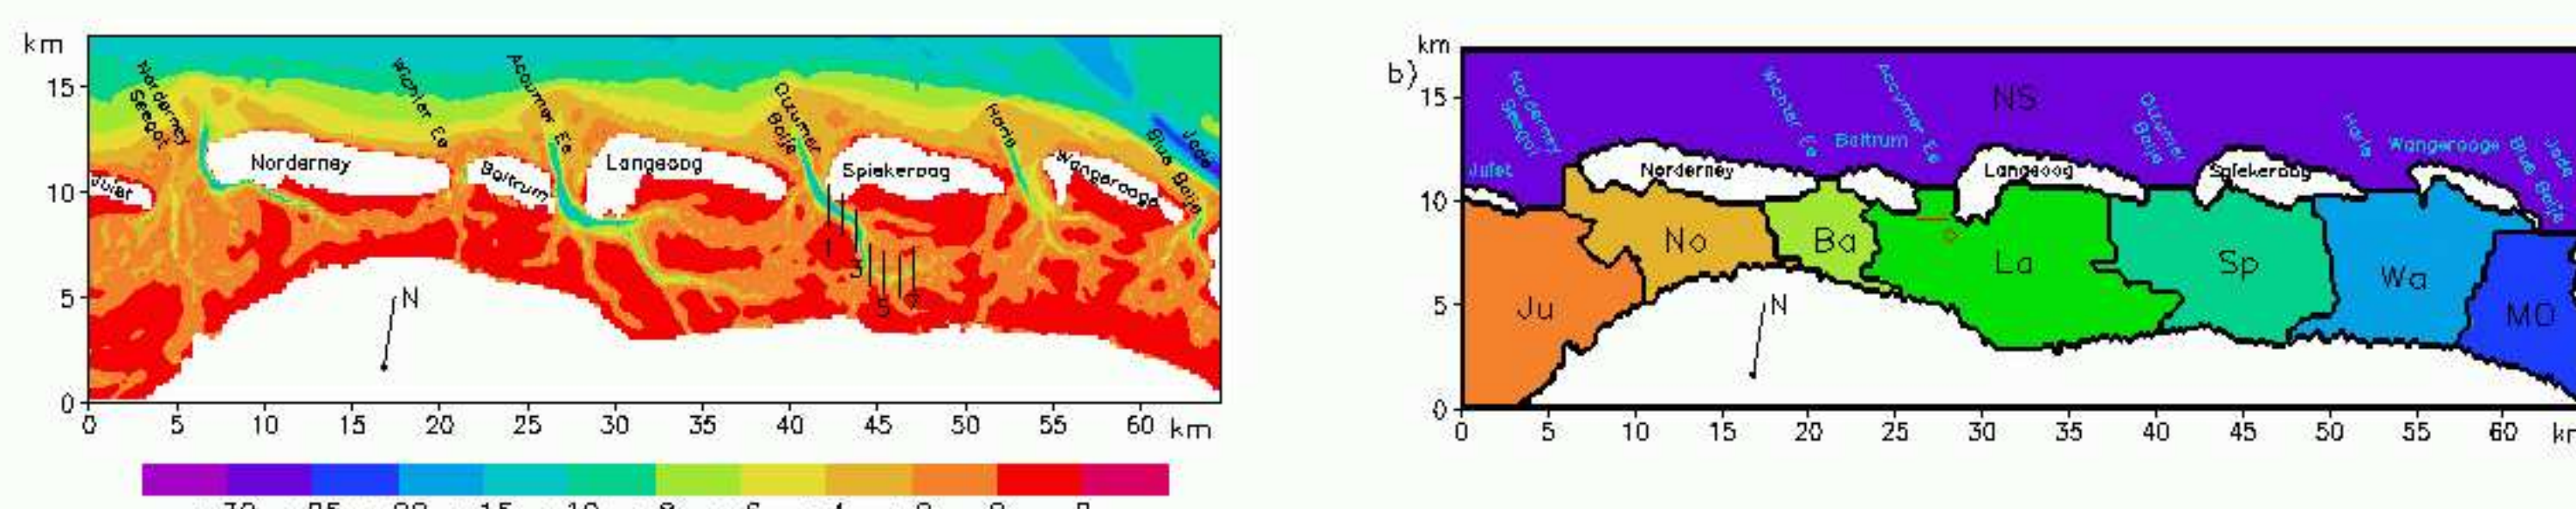 km
15
10
5
0
Norderney
Seegat
Wichter Ee
Accumer Ee
Otzumer
Balje
Harle
Blue Balje
Jade
Juist
Norderney
Baltrum
Langeoog
Spiekeroog
Wangerooge
1
3
5
7
N
0 5 10 15 20 25 30 35 40 45 50 55 60 km
b)
km
15
10
5
0
NS
Norderney
Seegat
Wichter Ee
Baltrum
Accumer Ee
Otzumer
Balje
Harle
Wangerooge
Blue Balje
Jade
Juist
Norderney
Langeoog
Spiekeroog
Ju
No
Ba
La
Sp
Wa
MO
N
0 5 10 15 20 25 30 35 40 45 50 55 60